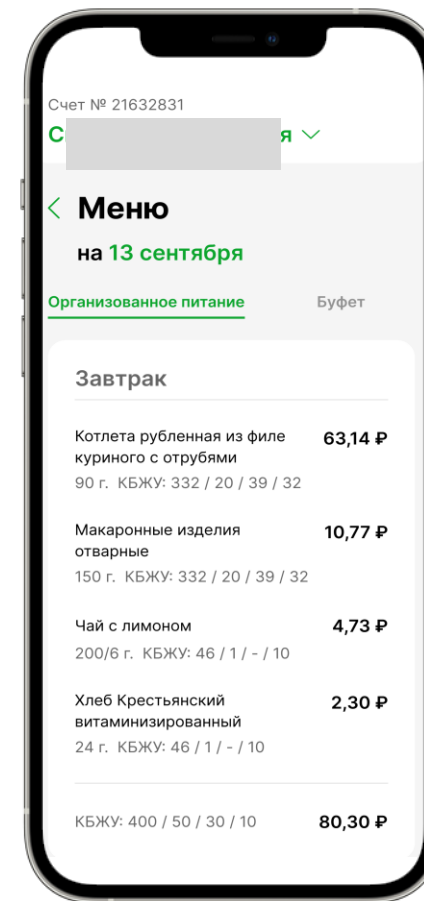 Счет № 21632831
С я
Меню
на 13 сентября
Организованное питание Буфет
Завтрак
Котлета рубленная из филе 63,14 ₽
куриного с отрубями
90 г. КБЖУ: 332 / 20 / 39 / 32
Макаронные изделия 10,77 ₽
отварные
150 г. КБЖУ: 332 / 20 / 39 / 32
Чай с лимоном 4,73 ₽
200/6 г. КБЖУ: 46 / 1 / - / 10
Хлеб Крестьянский 2,30 ₽
витаминизированный
24 г. КБЖУ: 46 / 1 / - / 10
КБЖУ: 400 / 50 / 30 / 10 80,30 ₽